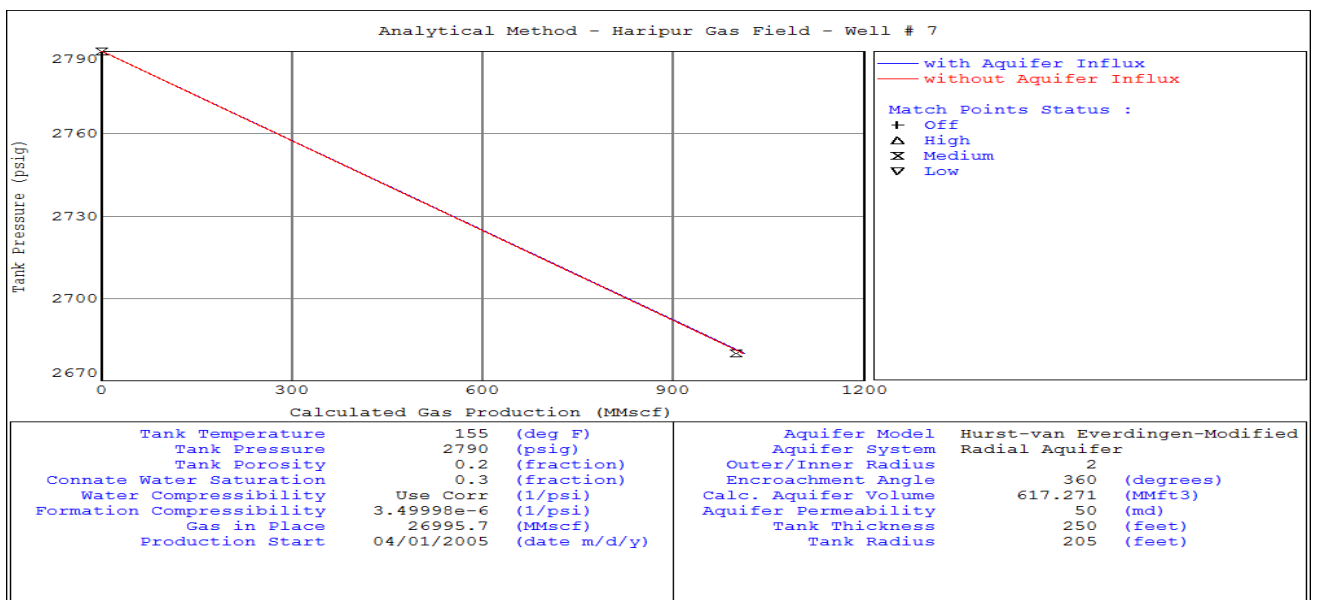 Analytical Method - Haripur Gas Field - Well # 7
Tank Pressure (psig)
2790
2760
2730
2700
2670
0 300 600 900 1200
Calculated Gas Production (MMscf)
with Aquifer Influx
without Aquifer Influx
Match Points Status :
Off
High
Medium
Low
Tank Temperature 155 (deg F)
Tank Pressure 2790 (psig)
Tank Porosity 0.2 (fraction)
Connate Water Saturation 0.3 (fraction)
Water Compressibility Use Corr (1/psi)
Formation Compressibility 3.49998e-6 (1/psi)
Gas in Place 26995.7 (MMscf)
Production Start 04/01/2005 (date m/d/y)
Aquifer Model Hurst-van Everdingen-Modified
Aquifer System Radial Aquifer
Outer/Inner Radius 2
Encroachment Angle 360 (degrees)
Calc. Aquifer Volume 617.271 (MMft3)
Aquifer Permeability 50 (md)
Tank Thickness 250 (feet)
Tank Radius 205 (feet)